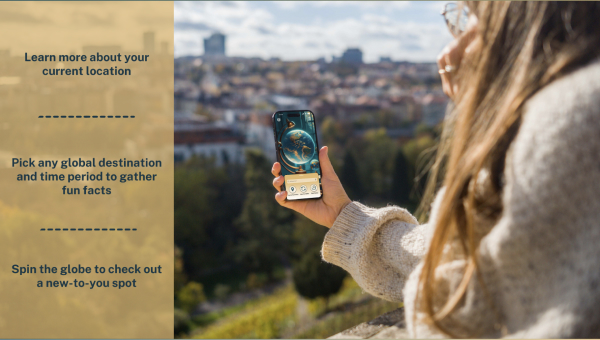 Learn more about your
current location
Pick any global destination
and time period to gather
fun facts
Spin the globe to check out
a new-to-you spot